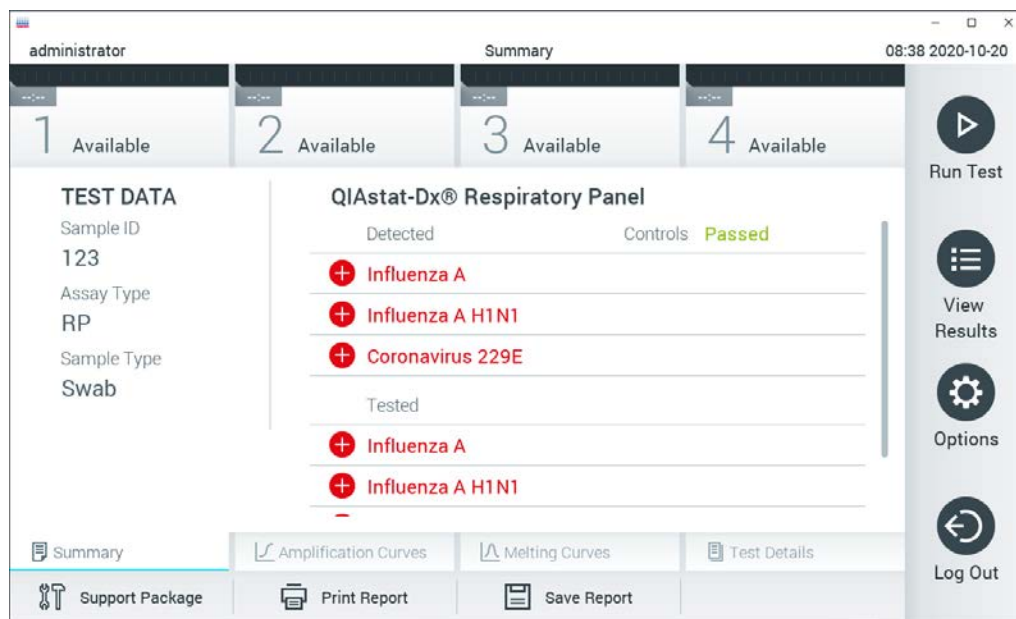 administrator
Summary
08:38 2020-10-20
--:--
1 Available
--:--
2 Available
--:--
3 Available
--:--
4 Available
Run Test
View
Results
Options
Log Out
TEST DATA
Sample ID
123
Assay Type
RP
Sample Type
Swab
QIAstat-Dx® Respiratory Panel
Detected
Controls Passed
Influenza A
Influenza A H1N1
Coronavirus 229E
Tested
Influenza A
Influenza A H1N1
Summary
Amplification Curves
Melting Curves
Test Details
Support Package
Print Report
Save Report